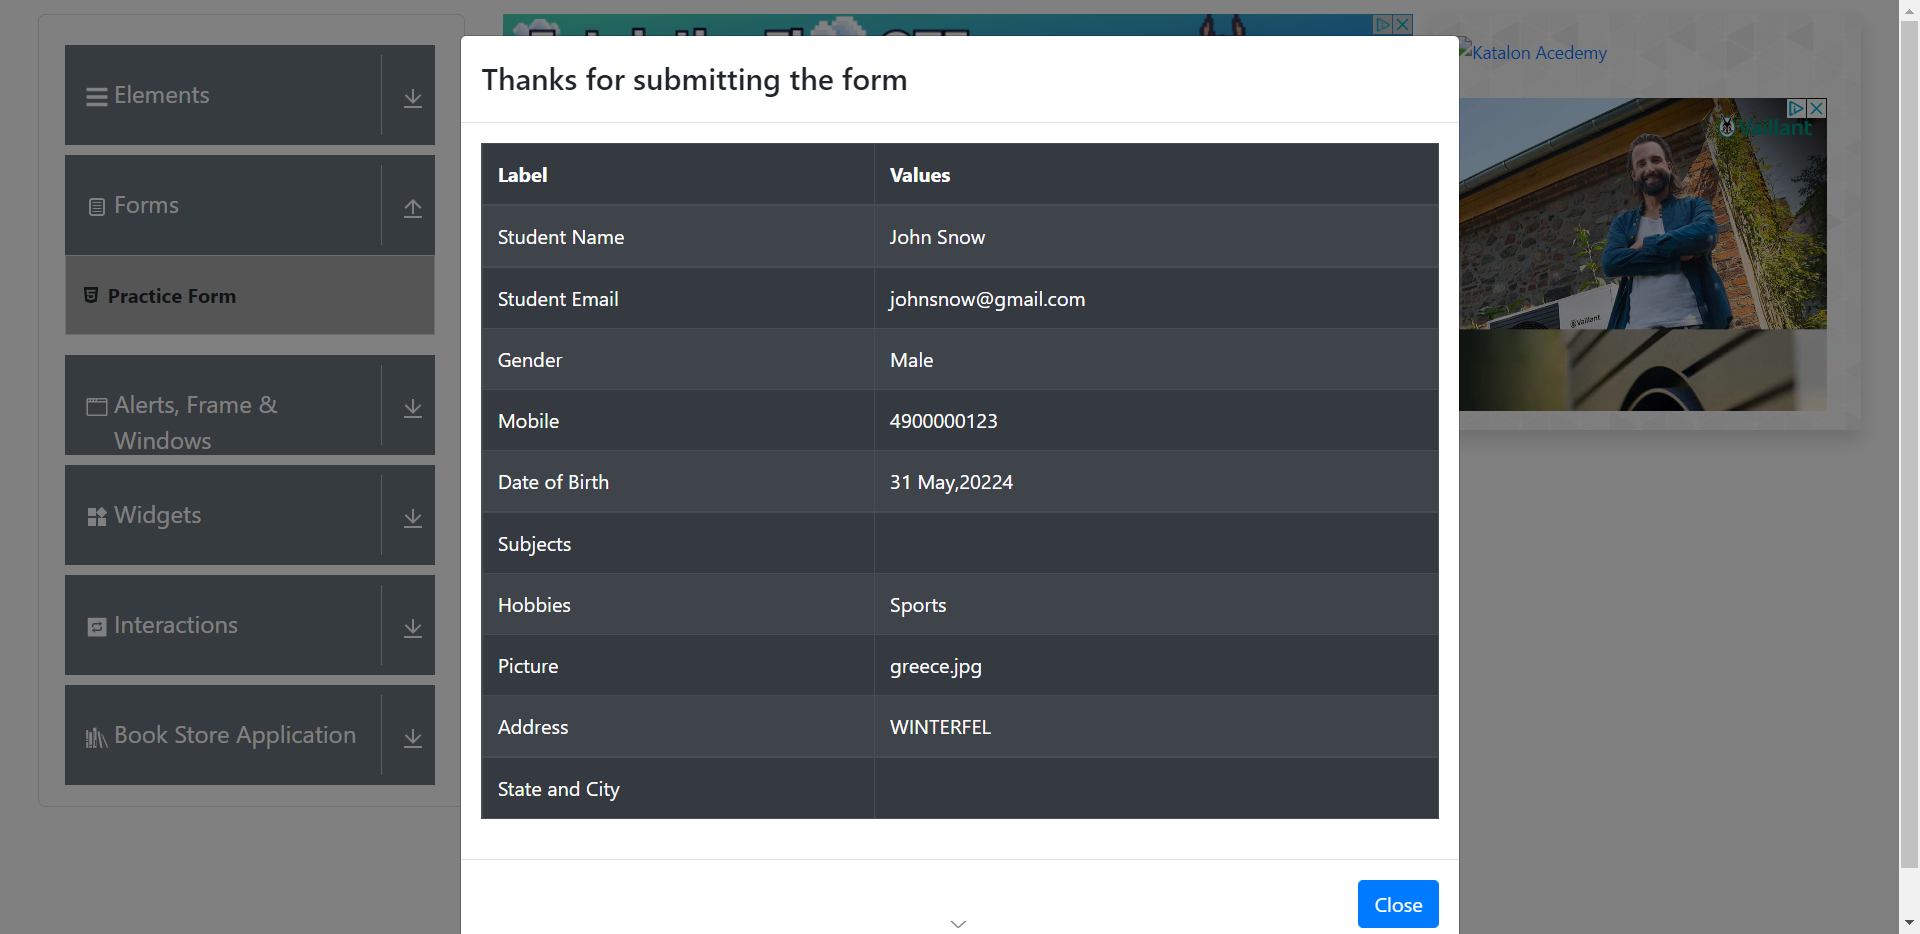 Elements
Forms
Practice Form
Alerts, Frame &
Windows
Widgets
Interactions
Book Store Application
Thanks for submitting the form
Label Values
Student Name John Snow
Student Email johnsnow@gmail.com
Gender Male
Mobile 4900000123
Date of Birth 31 May,20224
Subjects
Hobbies Sports
Picture greece.jpg
Address WINTERFEL
State and City
Close
Katalon Acedemy
Vaillant
Vaillant